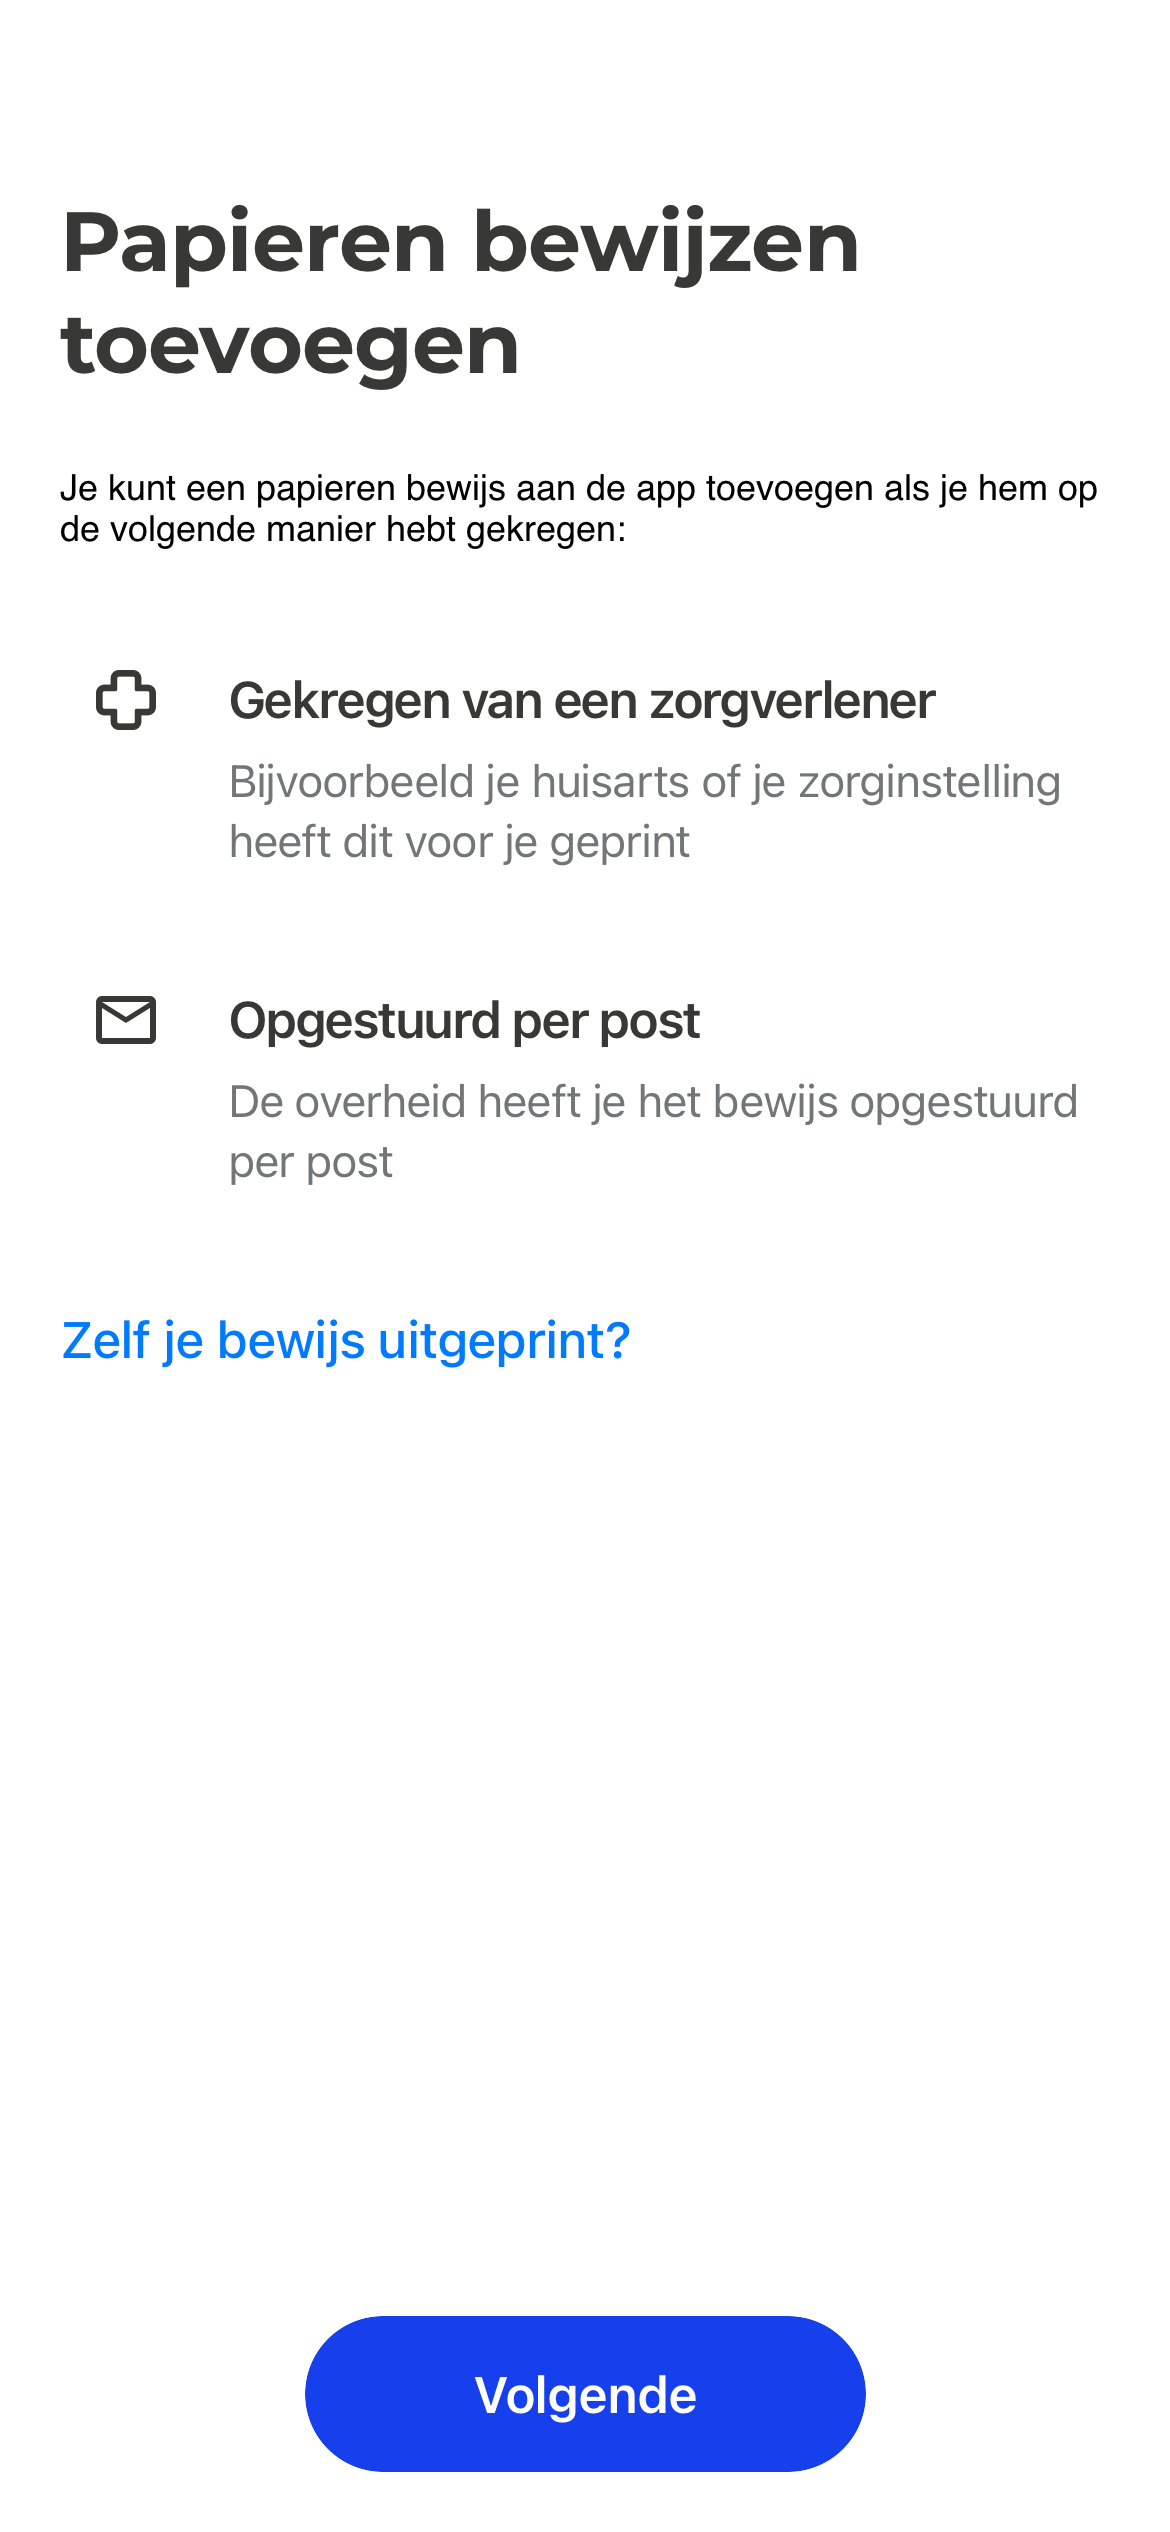 Papieren bewijzen
toevoegen
Je kunt een papieren bewijs aan de app toevoegen als je hem op
de volgende manier hebt gekregen:
Gekregen van een zorgverlener
Bijvoorbeeld je huisarts of je zorginstelling
heeft dit voor je geprint
Opgestuurd per post
De overheid heeft je het bewijs opgestuurd
per post
Zelf je bewijs uitgeprint?
Volgende